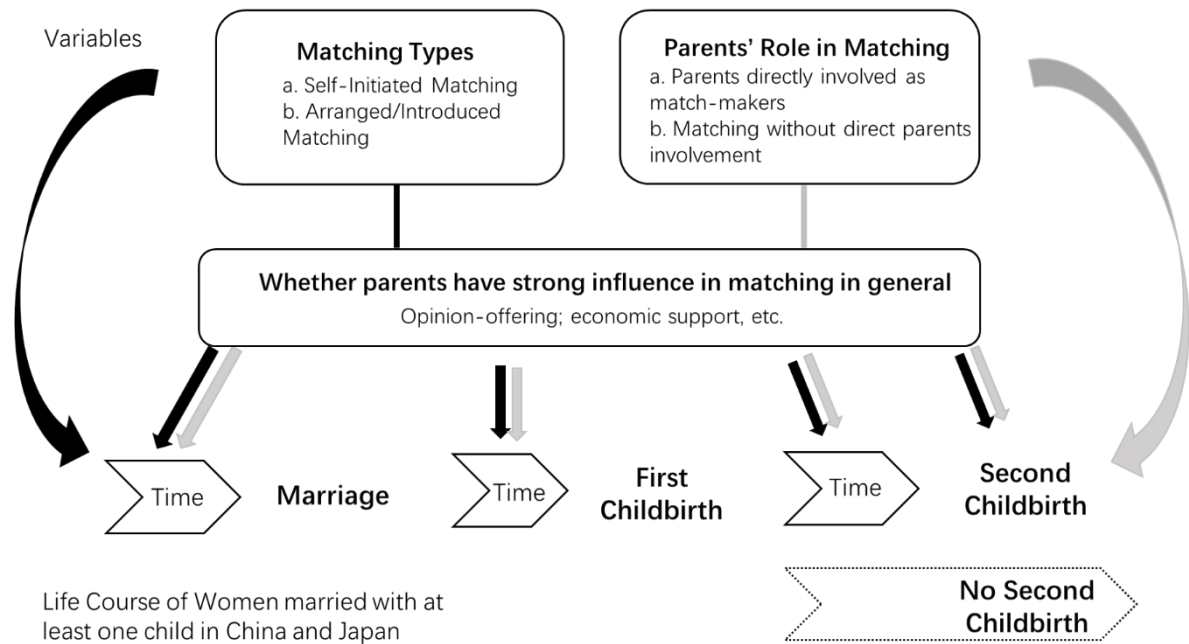 Variables
Matching Types
a. Self-Initiated Matching
b. Arranged/Introduced
Matching
Parents’ Role in Matching
a. Parents directly involved as
match-makers
b. Matching without direct parents
involvement
Whether parents have strong influence in matching in general
Opinion-offering; economic support, etc.
Time
Marriage
Time
First
Childbirth
Time
Second
Childbirth
No Second
Childbirth
Life Course of Women married with at
least one child in China and Japan